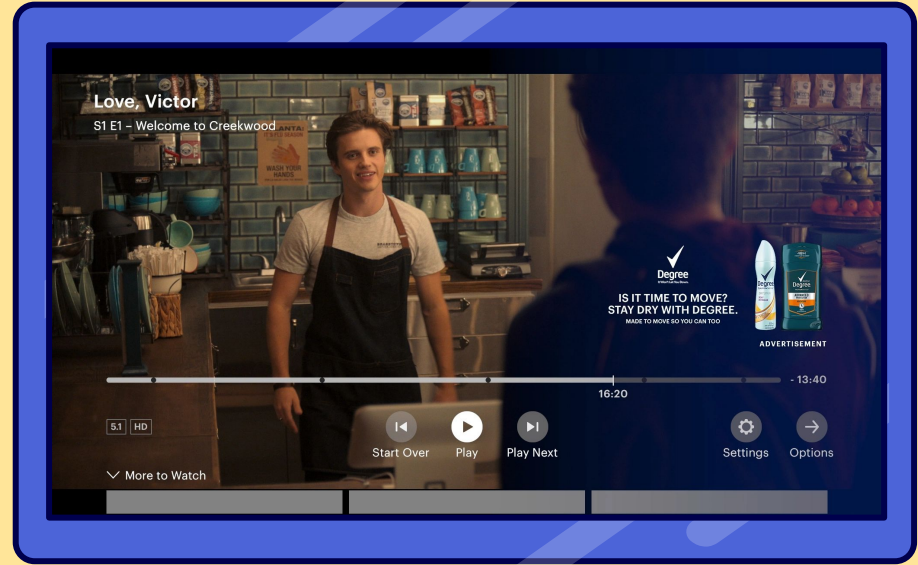 Love, Victor
S1 E1 – Welcome to Creekwood
WASH YOUR
HANDS
Degree
IS IT TIME TO MOVE?
STAY DRY WITH DEGREE.
MADE TO MOVE SO YOU CAN TOO
Degree
Degree
ADVERTISEMENT
- 13:40
16:20
5.1 HD
Start Over
Play
Play Next
Settings
Options
More to Watch